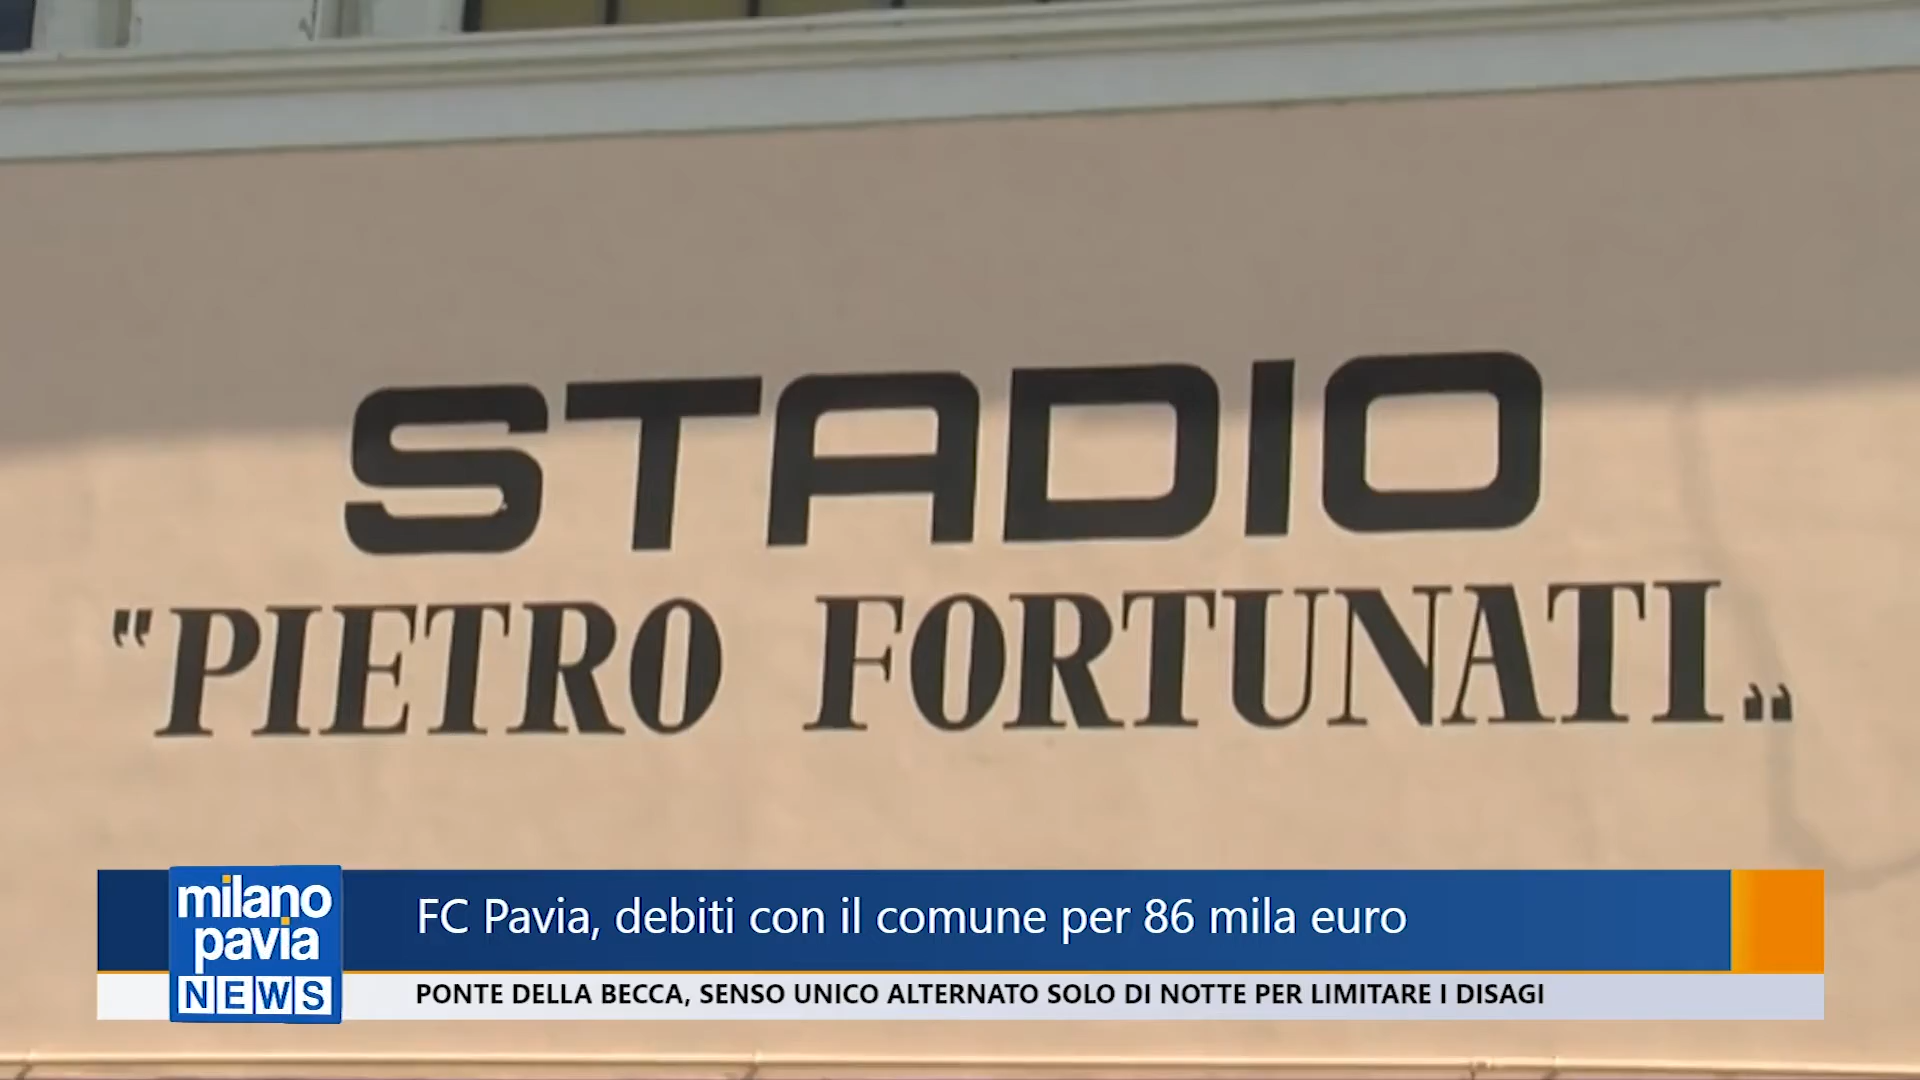 STADIO
"PIETRO FORTUNATI„
milano
pavia
NEWS
FC Pavia, debiti con il comune per 86 mila euro
PONTE DELLA BECCA, SENSO UNICO ALTERNATO SOLO DI NOTTE PER LIMITARE I DISAGI